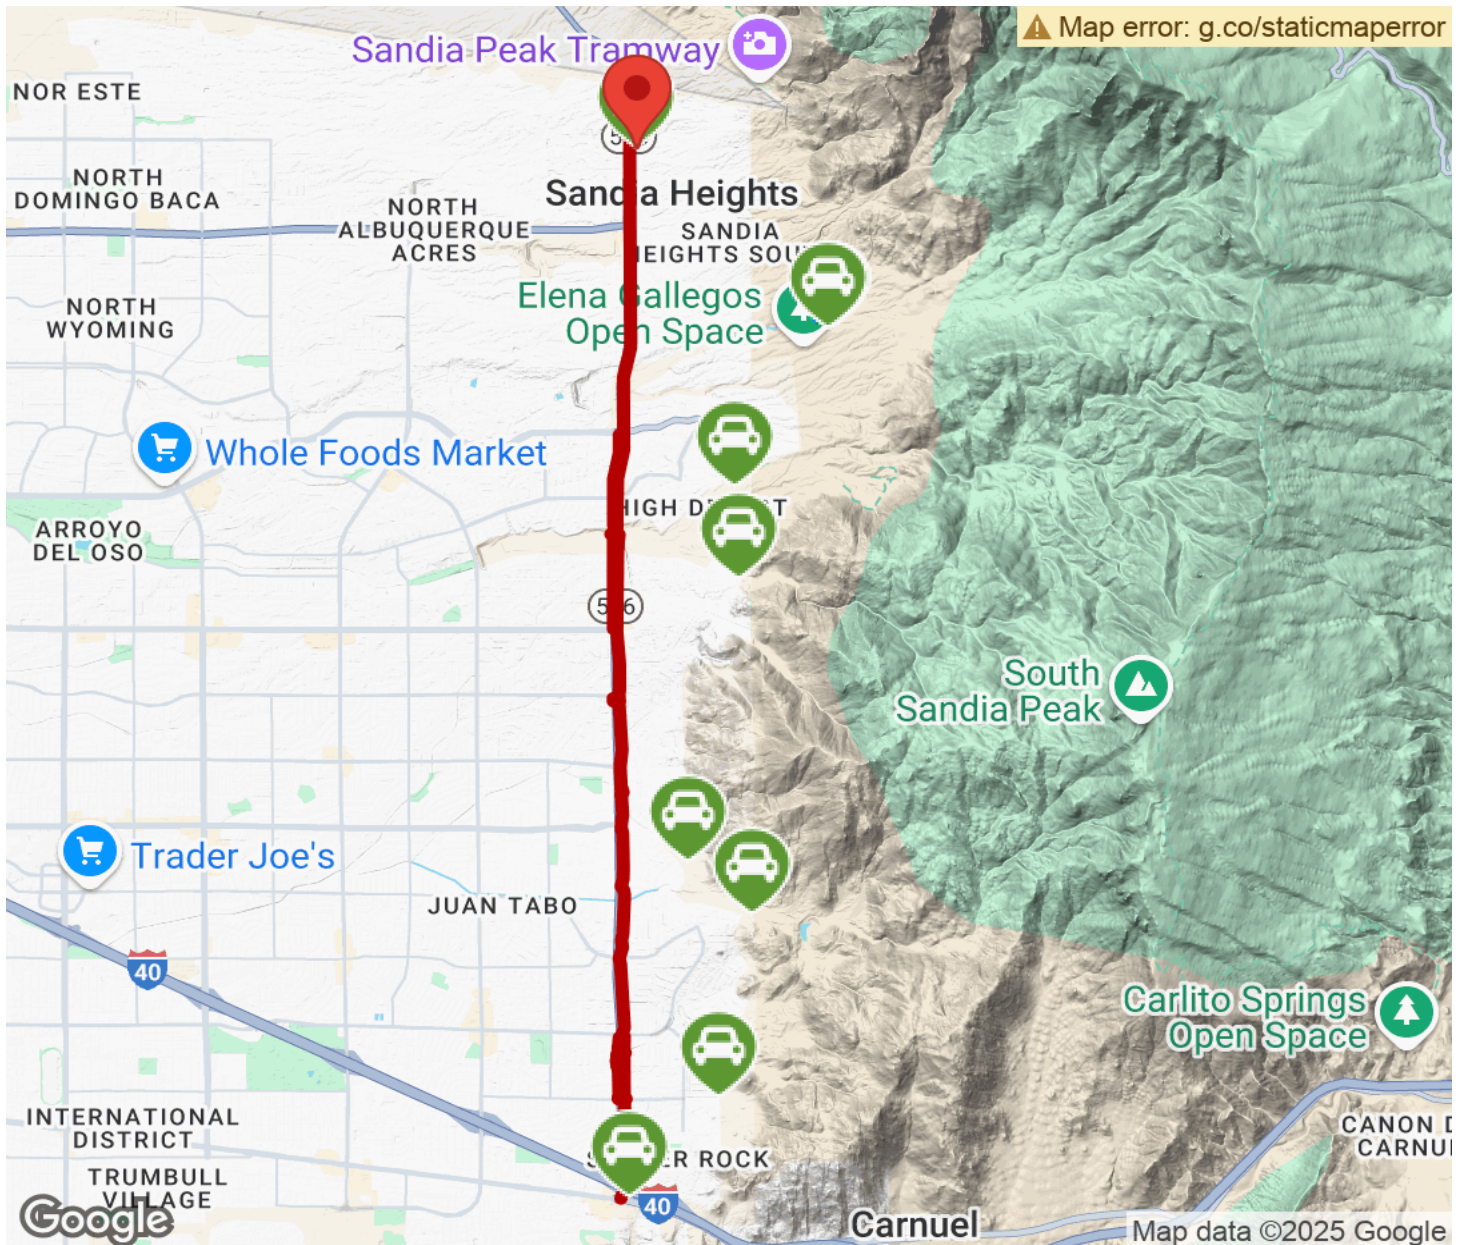 Map error: g.co/staticmaperror
Sandia Peak Tramway
NOR ESTE
NORTH
DOMINGO BACA
Sandia Heights
NORTH
ALBUQUERQUE
ACRES
SANDIA
HEIGHTS
Elena Gallegos
Open Space
NORTH
WYOMING
Whole Foods Market
HIGH
ARROYO
DEL OSO
South
Sandia Peak
Trader Joe's
JUAN TABO
40
Carlito Springs
Open Space
INTERNATIONAL
DISTRICT
CANON D
CARNU
ROCK
TRUMBULL
VILLAGE
40
Google
Carnuel
Map data ©2025 Google